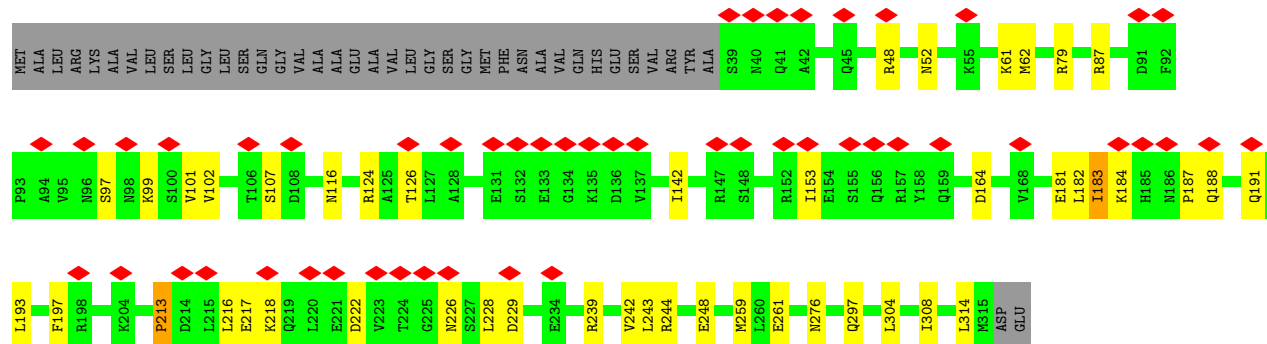 MET ALA LEU ARG LYS ALA VAL LEU SER LEU GLY LEU LEU SER GLN GLY VAL ALA ALA GLU ALA VAL LEU GLY SER GLY MET PHE ASN ALA VAL GLN HIS GLU SER VAL ARG TYR ALA S39 N40 Q41 A42 Q45 R48 N52 K55 K61 M62 R79 R87 D91 F92
P93 A94 V95 N96 S97 N98 K99 S100 V101 V102 T106 S107 D108 N116 R124 A125 T126 L127 A128 E131 S132 E133 G134 K135 D136 V137 I142 R147 S148 R152 I153 E154 S155 Q156 R157 Y158 Q159 D164 V168 E181 L182 I183 K184 H185 N186 P187 Q188 Q191
L193 F197 R198 K204 P213 D214 L215 L216 E217 K218 Q219 L220 E221 D222 V223 T224 G225 N226 S227 L228 D229 E234 R239 V242 L243 R244 E248 M259 L260 E261 N276 Q297 L304 I308 L314 M315 ASP GLU